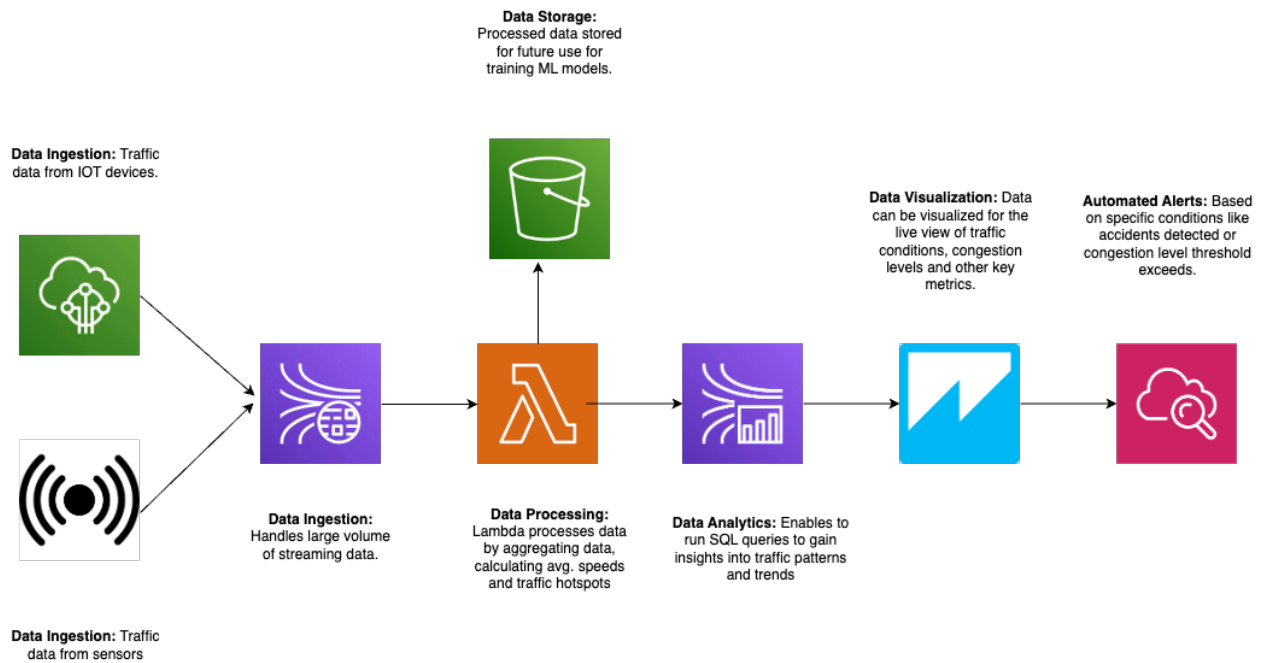 Data Storage:
Processed data stored
for future use for
training ML models.
Data Ingestion: Traffic
data from IOT devices.
Data Visualization: Data
can be visualized for the
live view of traffic
conditions, congestion
levels and other key
metrics.
Automated Alerts: Based
on specific conditions like
accidents detected or
congestion level threshold
exceeds.
Data Ingestion:
Handles large volume
of streaming data.
Data Processing:
Lambda processes data
by aggregating data,
calculating avg. speeds
and traffic hotspots
Data Analytics: Enables to
run SQL queries to gain
insights into traffic patterns
and trends
Data Ingestion: Traffic
data from sensors